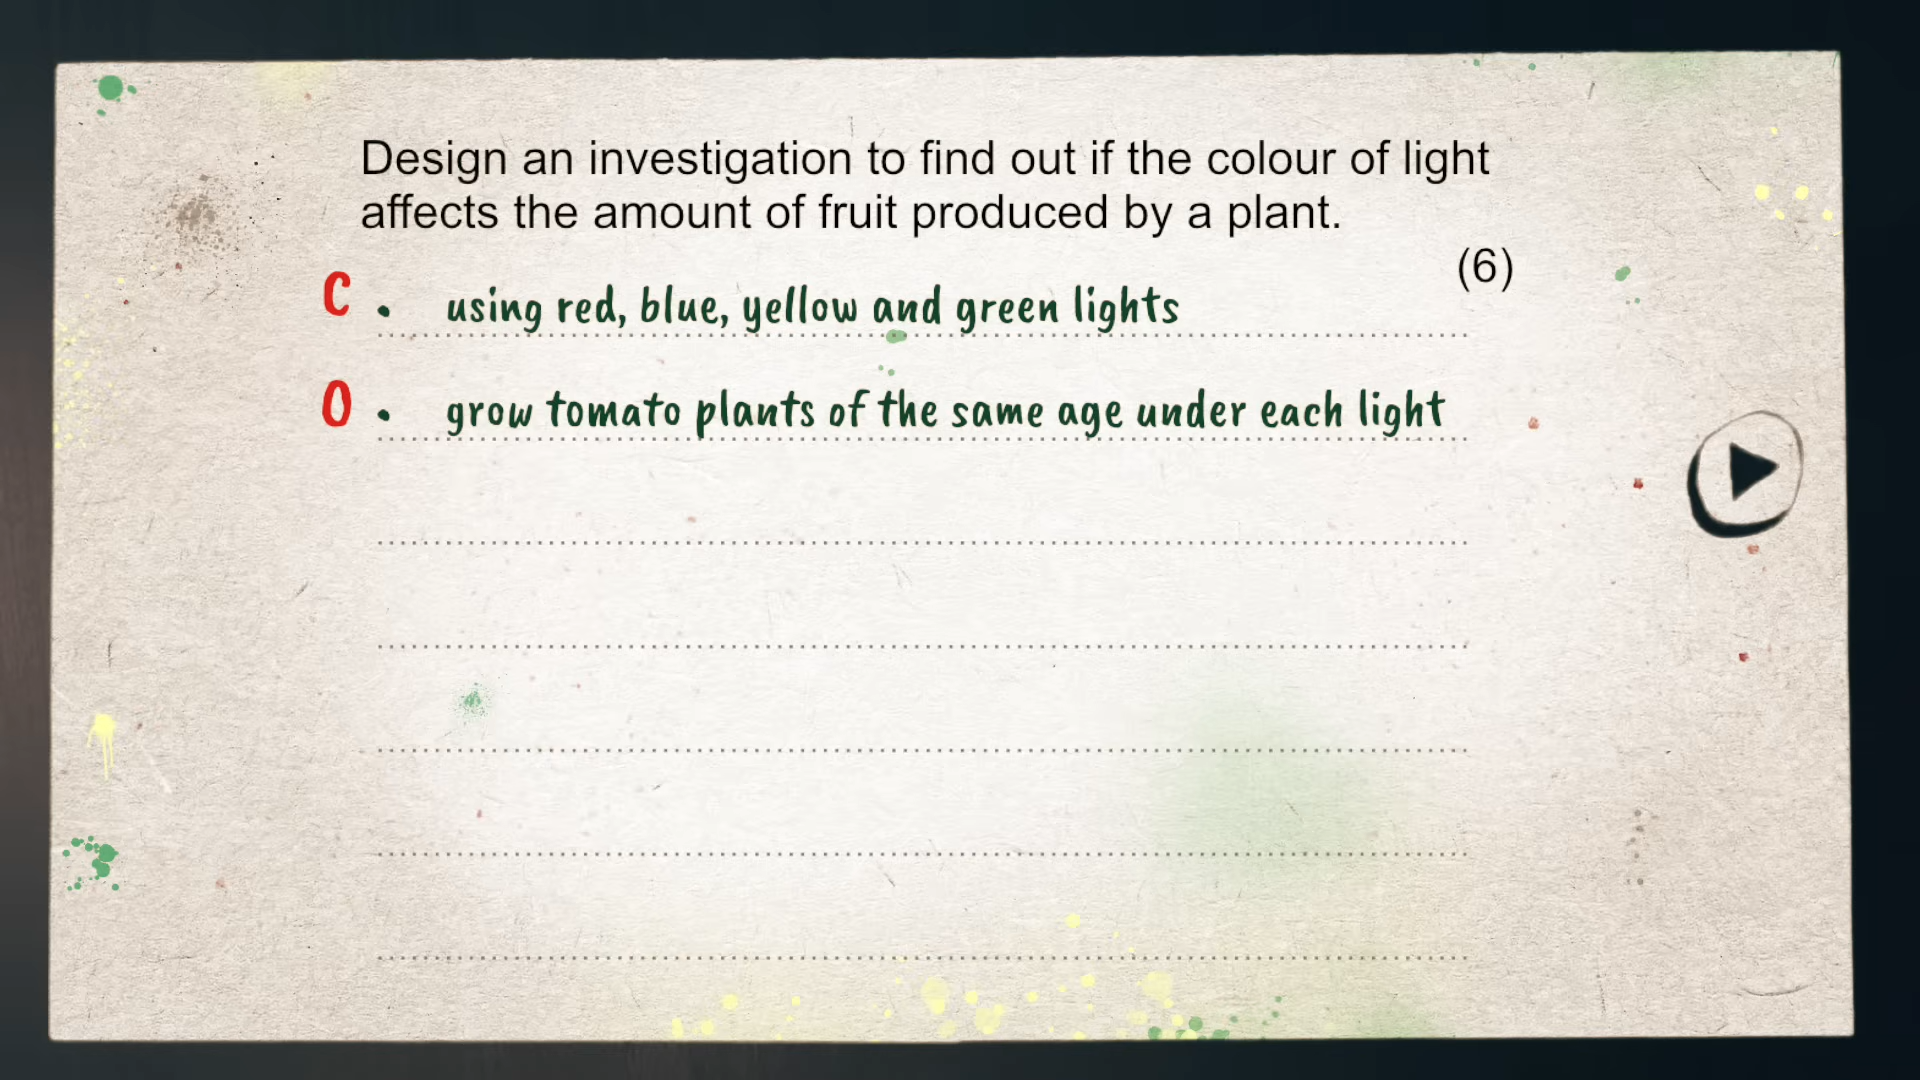 Design an investigation to find out if the colour of light
affects the amount of fruit produced by a plant.
(6)
C • using red, blue, yellow and green lights
O • grow tomato plants of the same age under each light